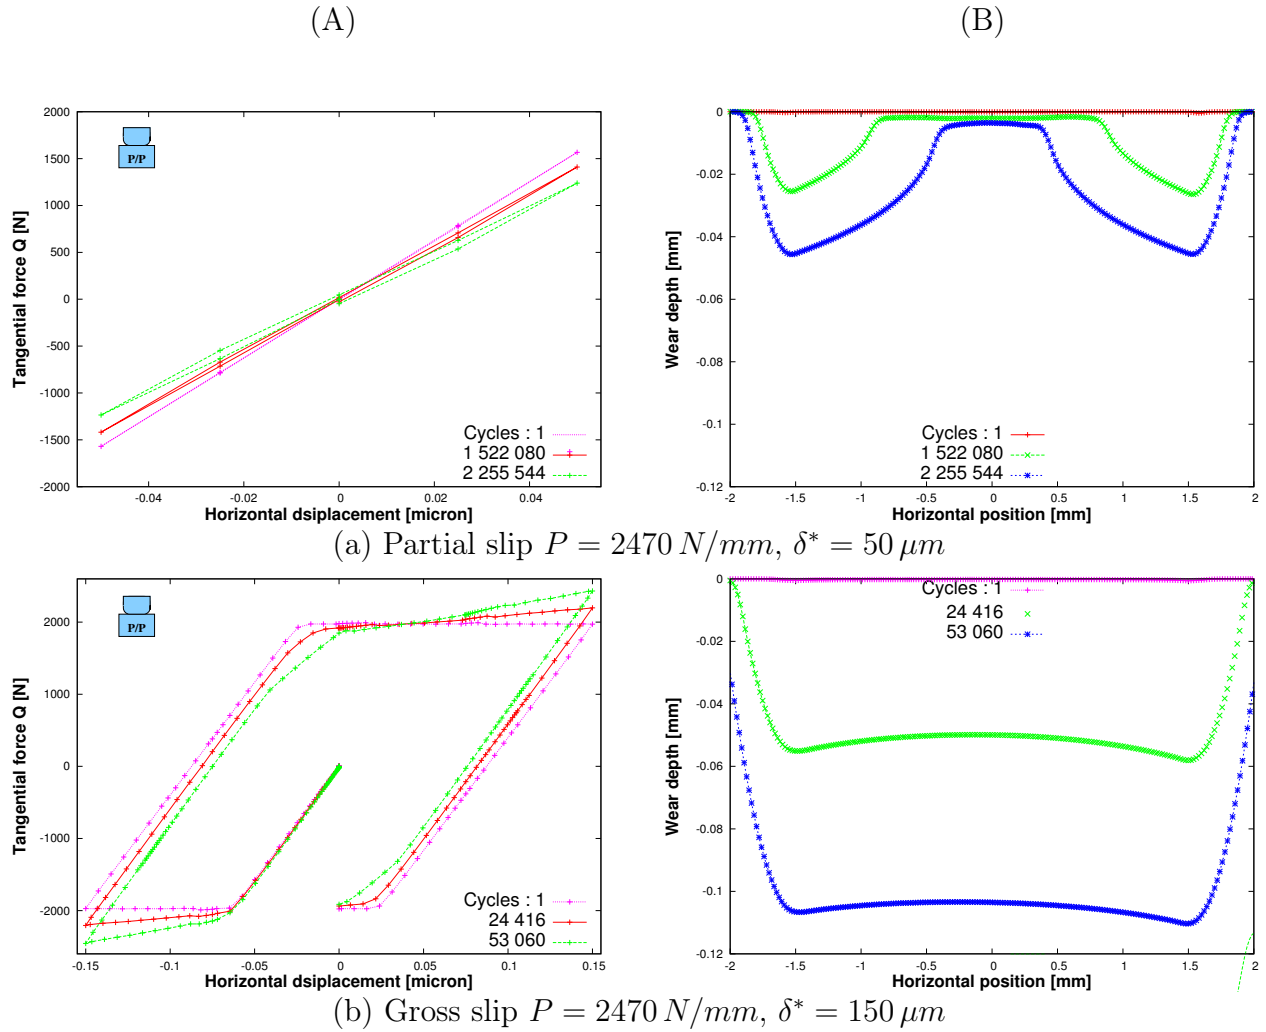 (A)
(B)
2000
1500
1000
500
0
-500
-1000
-1500
-2000
Tangential force Q [N]
P/P
Cycles : 1
1 522 080
2 255 544
-0.04
-0.02
0
0.02
0.04
Horizontal dsiplacement [micron]
0
-0.02
-0.04
-0.06
-0.08
-0.1
-0.12
Wear depth [mm]
Cycles : 1
1 522 080
2 255 544
-2
-1.5
-1
-0.5
0
0.5
1
1.5
2
Horizontal position [mm]
(a) Partial slip P = 2470 N/mm, δ* = 50 μm
2000
1000
0
-1000
-2000
Tangential force Q [N]
P/P
Cycles : 1
24 416
53 060
-0.15
-0.1
-0.05
0
0.05
0.1
0.15
Horizontal dsiplacement [micron]
0
-0.02
-0.04
-0.06
-0.08
-0.1
-0.12
Wear depth [mm]
Cycles : 1
24 416
53 060
-2
-1.5
-1
-0.5
0
0.5
1
1.5
2
Horizontal position [mm]
(b) Gross slip P = 2470 N/mm, δ* = 150 μm